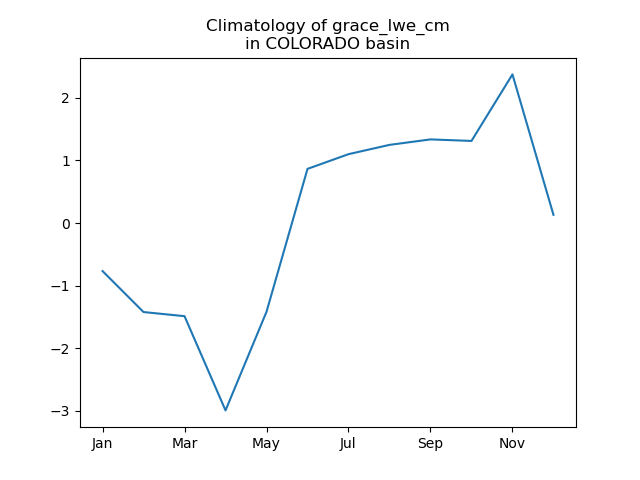 Climatology of grace_lwe_cm
in COLORADO basin
2
1
0
−1
−2
−3
Jan
Mar
May
Jul
Sep
Nov